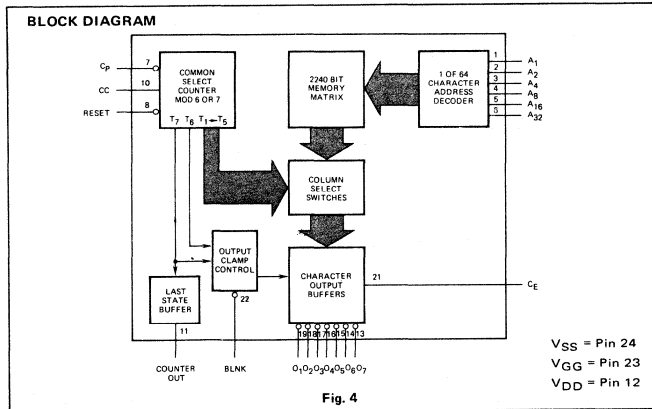 BLOCK DIAGRAM
CP 7
CC 10
RESET 8
COMMON
SELECT
COUNTER
MOD 6 OR 7
T7 T6 T1←T5
2240 BIT
MEMORY
MATRIX
1 OF 64
CHARACTER
ADDRESS
DECODER
1 A1
2 A2
3 A4
4 A8
5 A16
6 A32
COLUMN
SELECT
SWITCHES
OUTPUT
CLAMP
CONTROL
22
CHARACTER
OUTPUT
BUFFERS
21
CE
LAST
STATE
BUFFER
11
19 18 17 16 15 14 13
COUNTER
OUT
BLNK
O1 O2 O3 O4 O5 O6 O7
VSS = Pin 24
VGG = Pin 23
VDD = Pin 12
Fig. 4